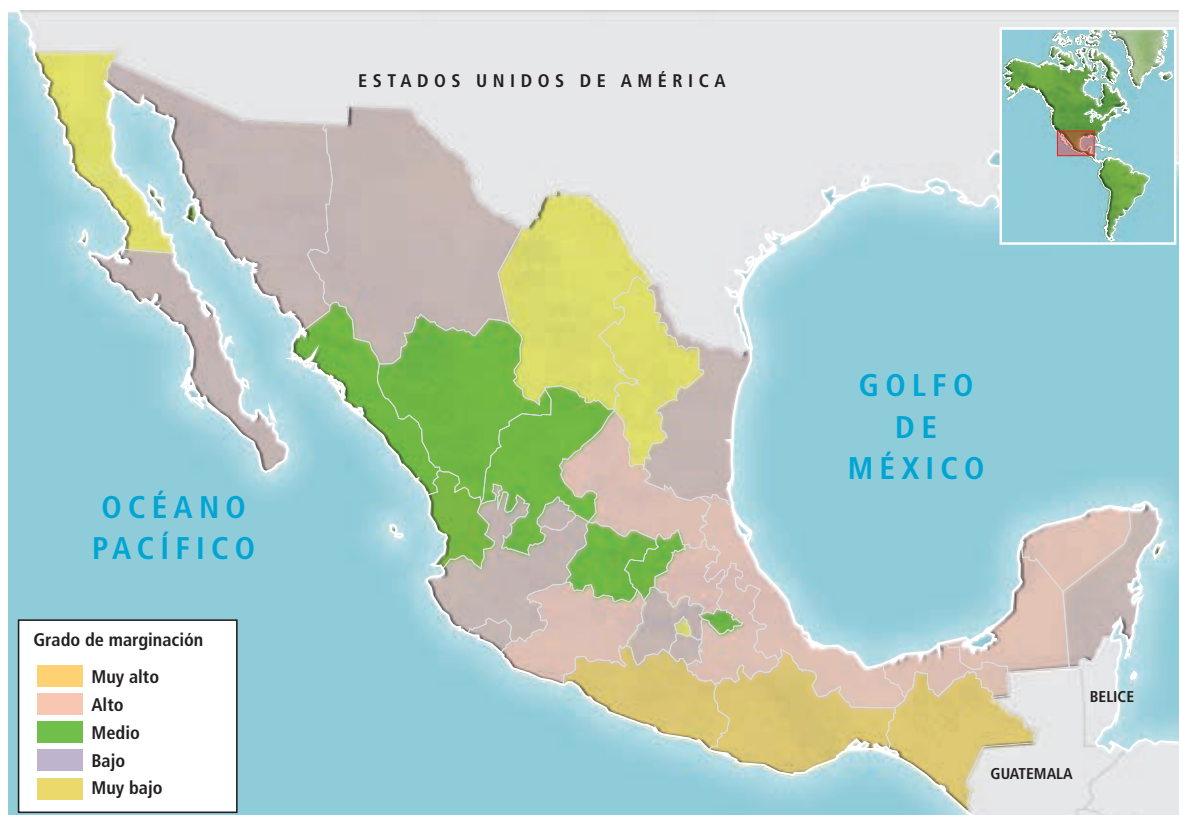 ESTADOS UNIDOS DE AMÉRICA
GOLFO
DE
MÉXICO
OCÉANO
PACÍFICO
Grado de marginación
Muy alto
Alto
Medio
Bajo
Muy bajo
BELICE
GUATEMALA